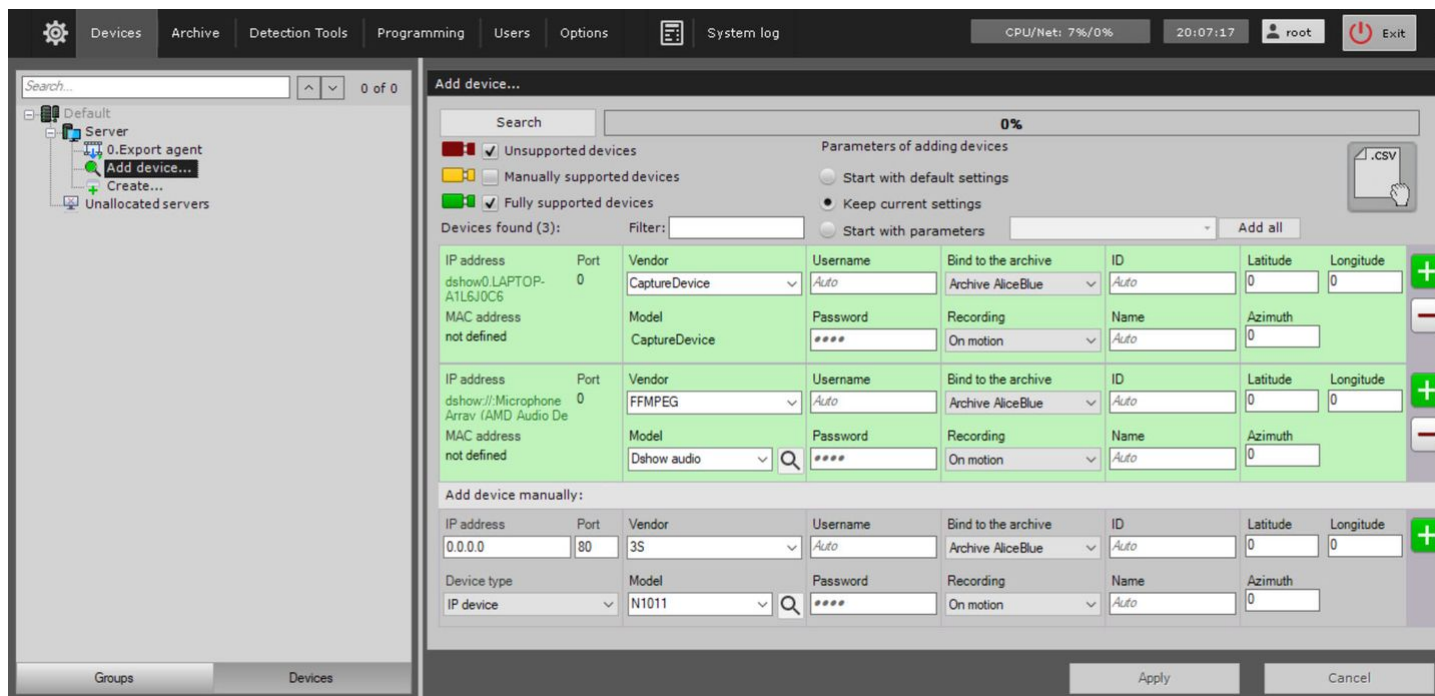 Devices Archive Detection Tools Programming Users Options System log CPU/Net: 7%/0% 20:07:17 root Exit
Search... 0 of 0
Default
Server
0.Export agent
Add device...
Create...
Unallocated servers
Groups Devices
Add device...
Search 0%
Unsupported devices
Manually supported devices
Fully supported devices
Parameters of adding devices
Start with default settings
Keep current settings
Start with parameters Add all
.csv
Devices found (3): Filter:
IP address Port Vendor Username Bind to the archive ID Latitude Longitude
dshow0.LAPTOP- 0 CaptureDevice Auto Archive AliceBlue Auto 0 0
A1L6J0C6
MAC address Model Password Recording Name Azimuth
not defined CaptureDevice **** On motion Auto 0
IP address Port Vendor Username Bind to the archive ID Latitude Longitude
dshow://:Microphone 0 FFMPEG Auto Archive AliceBlue Auto 0 0
Array (AMD Audio De
MAC address Model Password Recording Name Azimuth
not defined Dshow audio **** On motion Auto 0
Add device manually:
IP address Port Vendor Username Bind to the archive ID Latitude Longitude
0.0.0.0 80 3S Auto Archive AliceBlue Auto 0 0
Device type Model Password Recording Name Azimuth
IP device N1011 **** On motion Auto 0
Apply Cancel